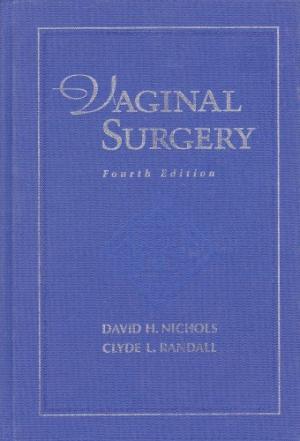 VAGINAL
SURGERY
Fourth Edition
DAVID H. NICHOLS
CLYDE L. RANDALL